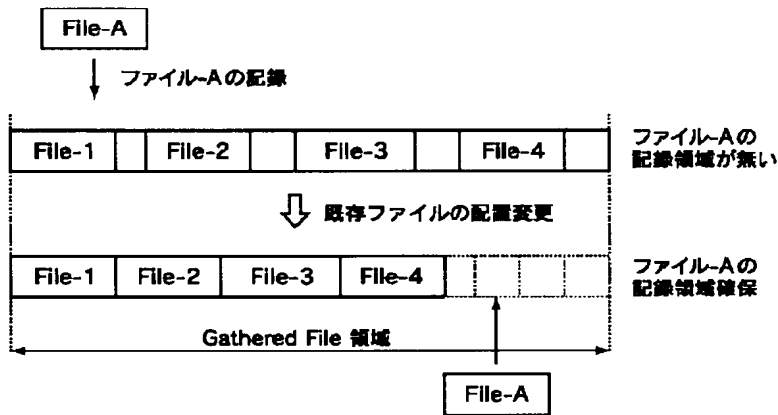 File-A
ファイル-Aの記録
File-1 File-2 File-3 File-4
ファイル-Aの
記録領域が無い
既存ファイルの配置変更
File-1 File-2 File-3 File-4
ファイル-Aの
記録領域確保
Gathered File 領域
File-A